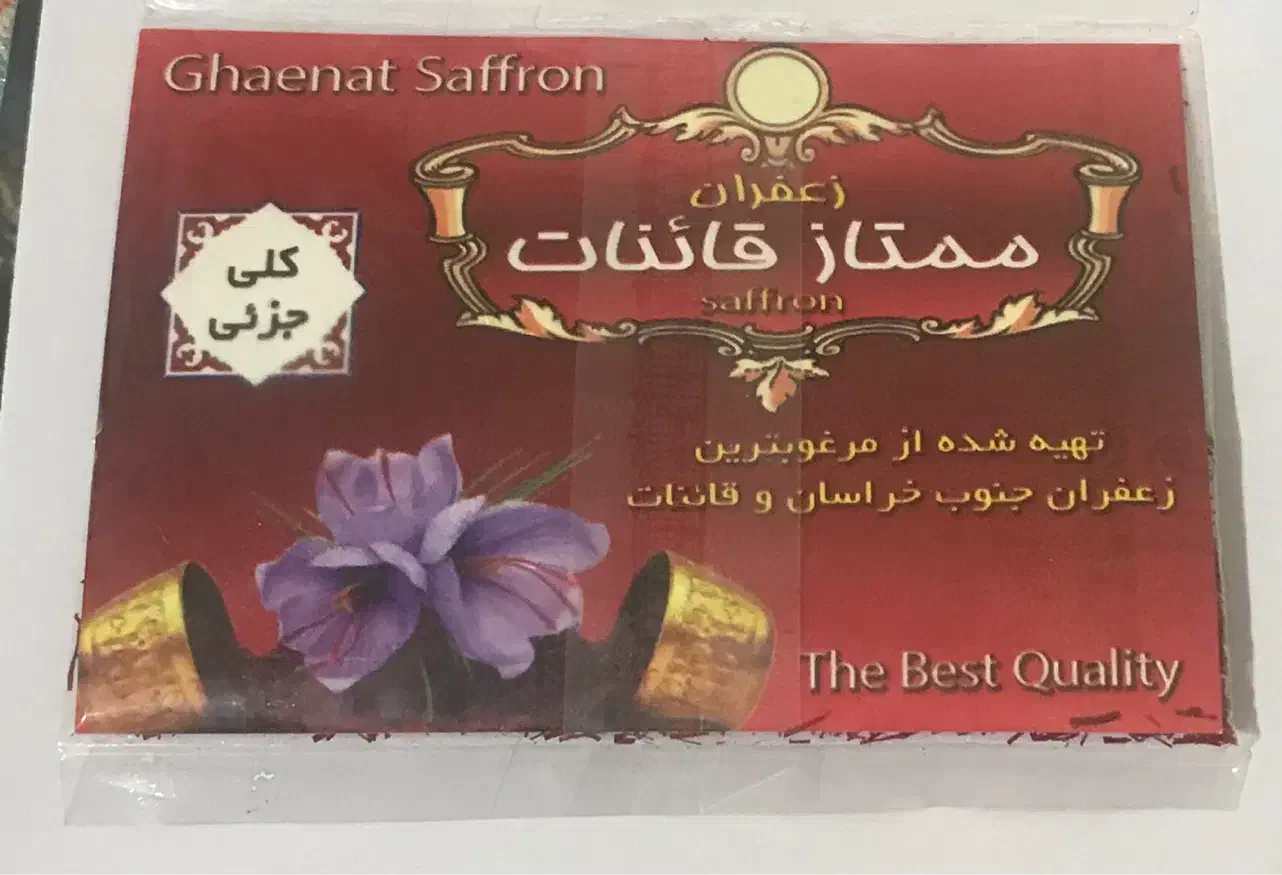 Ghaenat Saffron
زعفران
ممتاز قائنات
saffron
کلی
جزئی
تهیه شده از مرغوبترین
زعفران جنوب خراسان و قائنات
The Best Quality